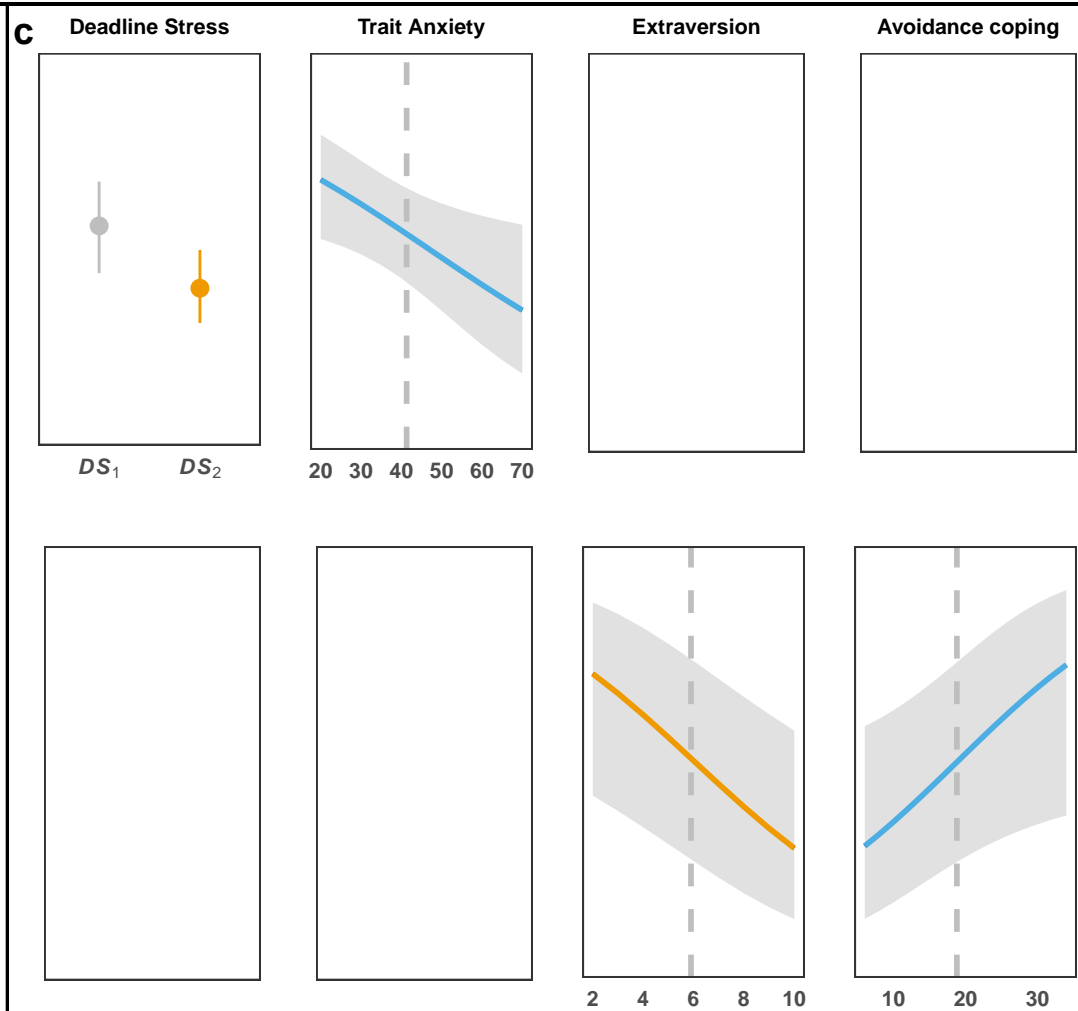 c
Deadline Stress Trait Anxiety Extraversion Avoidance coping
DS₁ DS₂
20 30 40 50 60 70
2 4 6 8 10
10 20 30